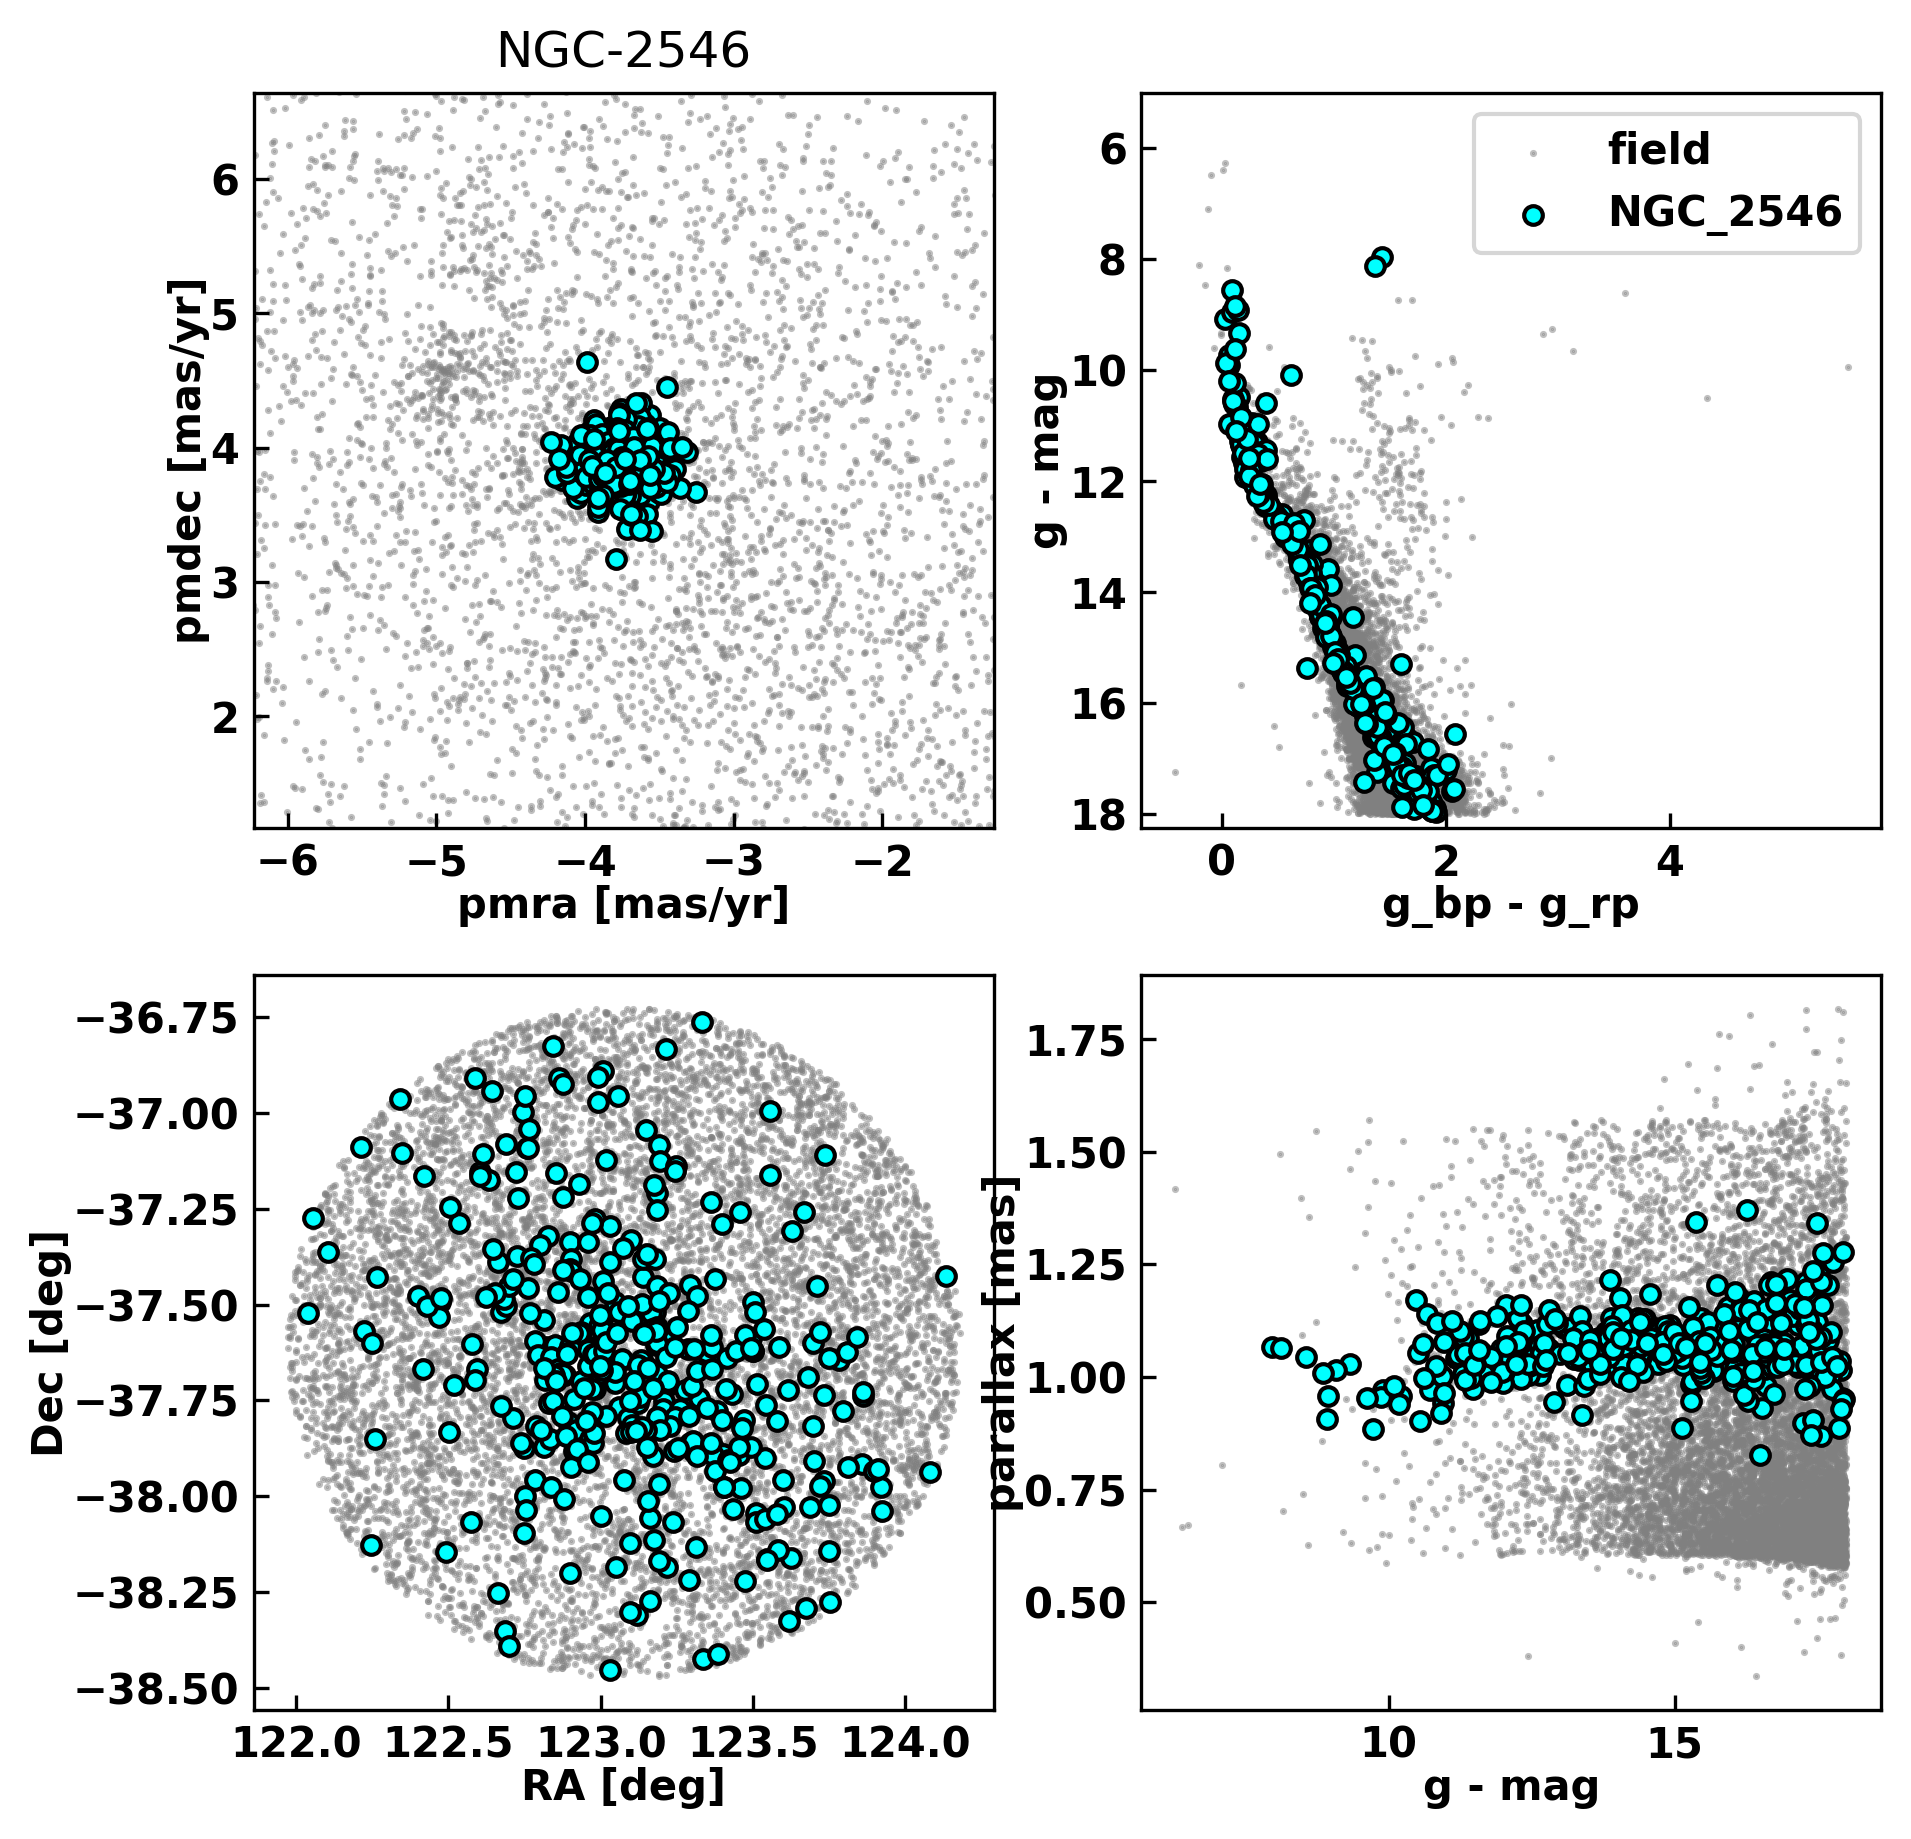 NGC-2546
6
5
4
3
2
pmdec [mas/yr]
−6 −5 −4 −3 −2
pmra [mas/yr]
field
NGC_2546
6
8
10
12
14
16
18
g - mag
0 2 4
g_bp - g_rp
−36.75
−37.00
−37.25
−37.50
−37.75
−38.00
−38.25
−38.50
Dec [deg]
122.0 122.5 123.0 123.5 124.0
RA [deg]
1.75
1.50
1.25
1.00
0.75
0.50
parallax [mas]
10 15
g - mag